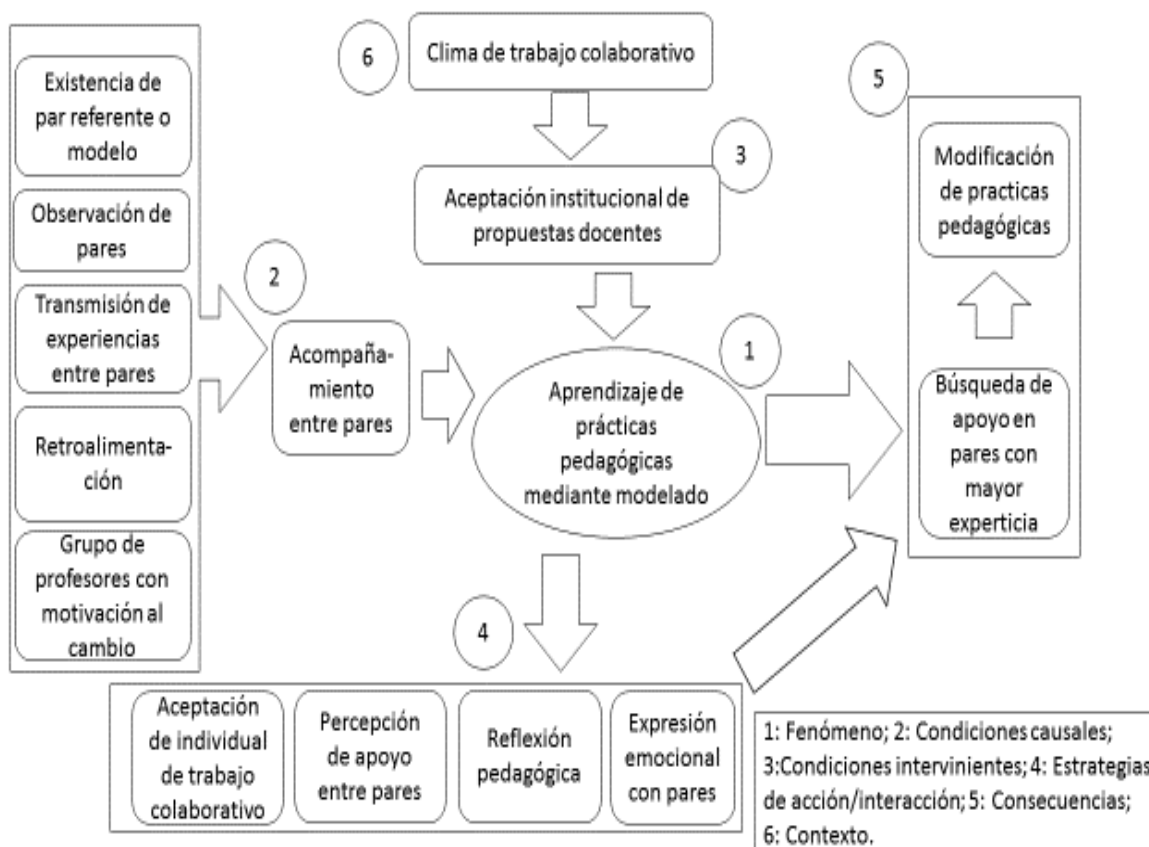 Existencia de
par referente o
modelo
Observación de
pares
Transmisión de
experiencias
entre pares
Retroalimenta-
ción
Grupo de
profesores con
motivación al
cambio
2
Acompaña-
miento
entre pares
6
Clima de trabajo colaborativo
3
Aceptación institucional de
propuestas docentes
1
Aprendizaje de
prácticas
pedagógicas
mediante modelado
5
Modificación
de practicas
pedagógicas
Búsqueda de
apoyo en
pares con
mayor
experticia
4
Aceptación
de individual
de trabajo
colaborativo
Percepción
de apoyo
entre pares
Reflexión
pedagógica
Expresión
emocional
con pares
1: Fenómeno; 2: Condiciones causales;
3:Condiciones intervinientes; 4: Estrategias
de acción/interacción; 5: Consecuencias;
6: Contexto.